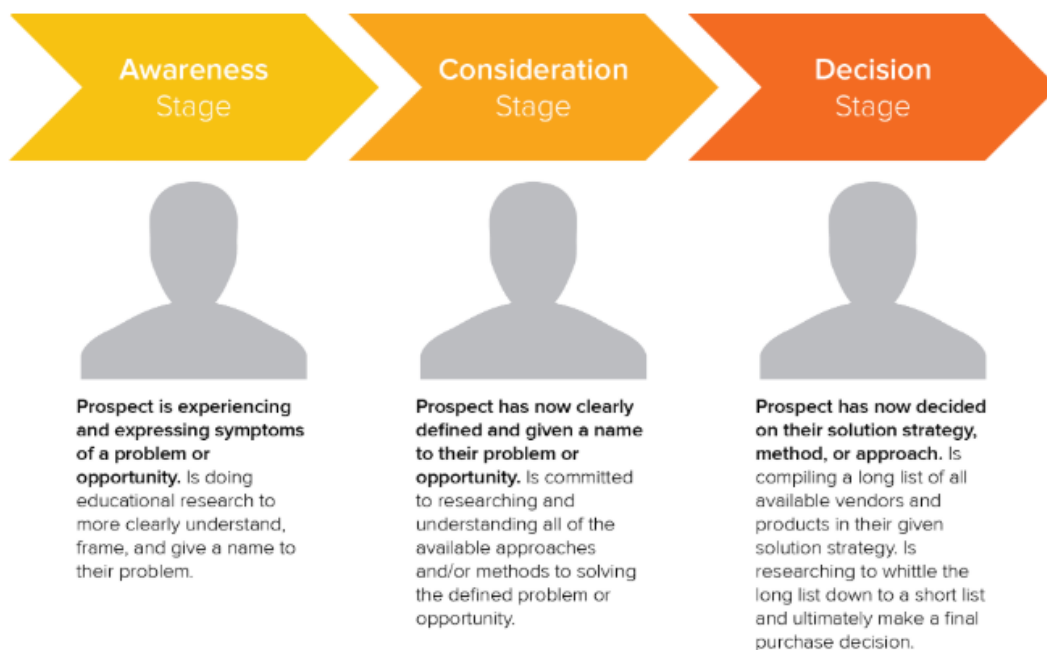 Awareness
Stage
Consideration
Stage
Decision
Stage
Prospect is experiencing
and expressing symptoms
of a problem or
opportunity. Is doing
educational research to
more clearly understand,
frame, and give a name to
their problem.
Prospect has now clearly
defined and given a name
to their problem or
opportunity. Is committed
to researching and
understanding all of the
available approaches
and/or methods to solving
the defined problem or
opportunity.
Prospect has now decided
on their solution strategy,
method, or approach. Is
compiling a long list of all
available vendors and
products in their given
solution strategy. Is
researching to whittle the
long list down to a short list
and ultimately make a final
purchase decision.